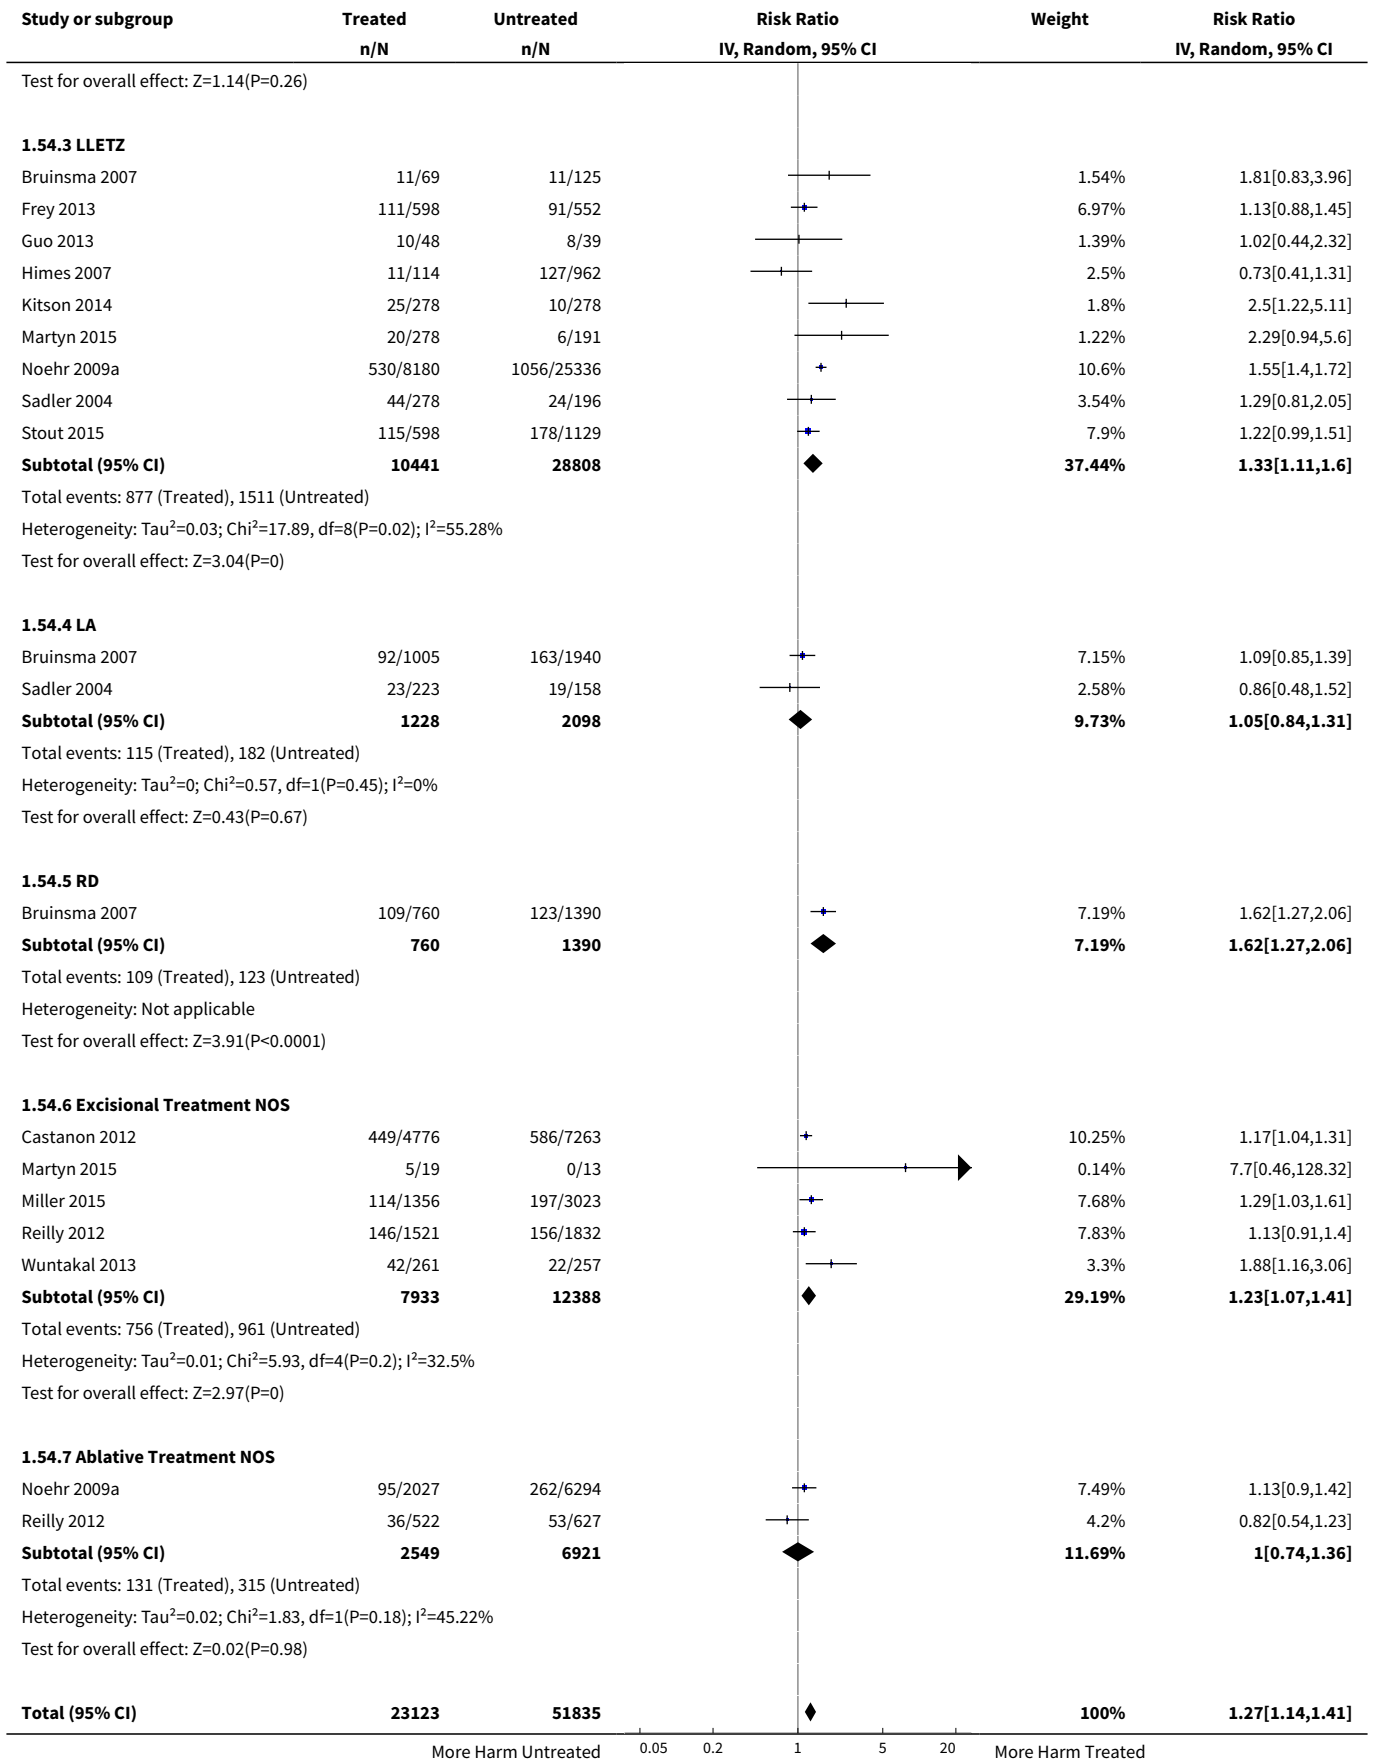 Study or subgroup Treated Untreated Risk Ratio Weight Risk Ratio
n/N n/N IV, Random, 95% CI IV, Random, 95% CI
Test for overall effect: Z=1.14(P=0.26)
1.54.3 LLETZ
Bruinsma 2007 11/69 11/125 1.54% 1.81[0.83,3.96]
Frey 2013 111/598 91/552 6.97% 1.13[0.88,1.45]
Guo 2013 10/48 8/39 1.39% 1.02[0.44,2.32]
Himes 2007 11/114 127/962 2.5% 0.73[0.41,1.31]
Kitson 2014 25/278 10/278 1.8% 2.5[1.22,5.11]
Martyn 2015 20/278 6/191 1.22% 2.29[0.94,5.6]
Noehr 2009a 530/8180 1056/25336 10.6% 1.55[1.4,1.72]
Sadler 2004 44/278 24/196 3.54% 1.29[0.81,2.05]
Stout 2015 115/598 178/1129 7.9% 1.22[0.99,1.51]
Subtotal (95% CI) 10441 28808 37.44% 1.33[1.11,1.6]
Total events: 877 (Treated), 1511 (Untreated)
Heterogeneity: Tau²=0.03; Chi²=17.89, df=8(P=0.02); I²=55.28%
Test for overall effect: Z=3.04(P=0)
1.54.4 LA
Bruinsma 2007 92/1005 163/1940 7.15% 1.09[0.85,1.39]
Sadler 2004 23/223 19/158 2.58% 0.86[0.48,1.52]
Subtotal (95% CI) 1228 2098 9.73% 1.05[0.84,1.31]
Total events: 115 (Treated), 182 (Untreated)
Heterogeneity: Tau²=0; Chi²=0.57, df=1(P=0.45); I²=0%
Test for overall effect: Z=0.43(P=0.67)
1.54.5 RD
Bruinsma 2007 109/760 123/1390 7.19% 1.62[1.27,2.06]
Subtotal (95% CI) 760 1390 7.19% 1.62[1.27,2.06]
Total events: 109 (Treated), 123 (Untreated)
Heterogeneity: Not applicable
Test for overall effect: Z=3.91(P<0.0001)
1.54.6 Excisional Treatment NOS
Castanon 2012 449/4776 586/7263 10.25% 1.17[1.04,1.31]
Martyn 2015 5/19 0/13 0.14% 7.7[0.46,128.32]
Miller 2015 114/1356 197/3023 7.68% 1.29[1.03,1.61]
Reilly 2012 146/1521 156/1832 7.83% 1.13[0.91,1.4]
Wuntakal 2013 42/261 22/257 3.3% 1.88[1.16,3.06]
Subtotal (95% CI) 7933 12388 29.19% 1.23[1.07,1.41]
Total events: 756 (Treated), 961 (Untreated)
Heterogeneity: Tau²=0.01; Chi²=5.93, df=4(P=0.2); I²=32.5%
Test for overall effect: Z=2.97(P=0)
1.54.7 Ablative Treatment NOS
Noehr 2009a 95/2027 262/6294 7.49% 1.13[0.9,1.42]
Reilly 2012 36/522 53/627 4.2% 0.82[0.54,1.23]
Subtotal (95% CI) 2549 6921 11.69% 1[0.74,1.36]
Total events: 131 (Treated), 315 (Untreated)
Heterogeneity: Tau²=0.02; Chi²=1.83, df=1(P=0.18); I²=45.22%
Test for overall effect: Z=0.02(P=0.98)
Total (95% CI) 23123 51835 100% 1.27[1.14,1.41]
More Harm Untreated 0.05 0.2 1 5 20 More Harm Treated